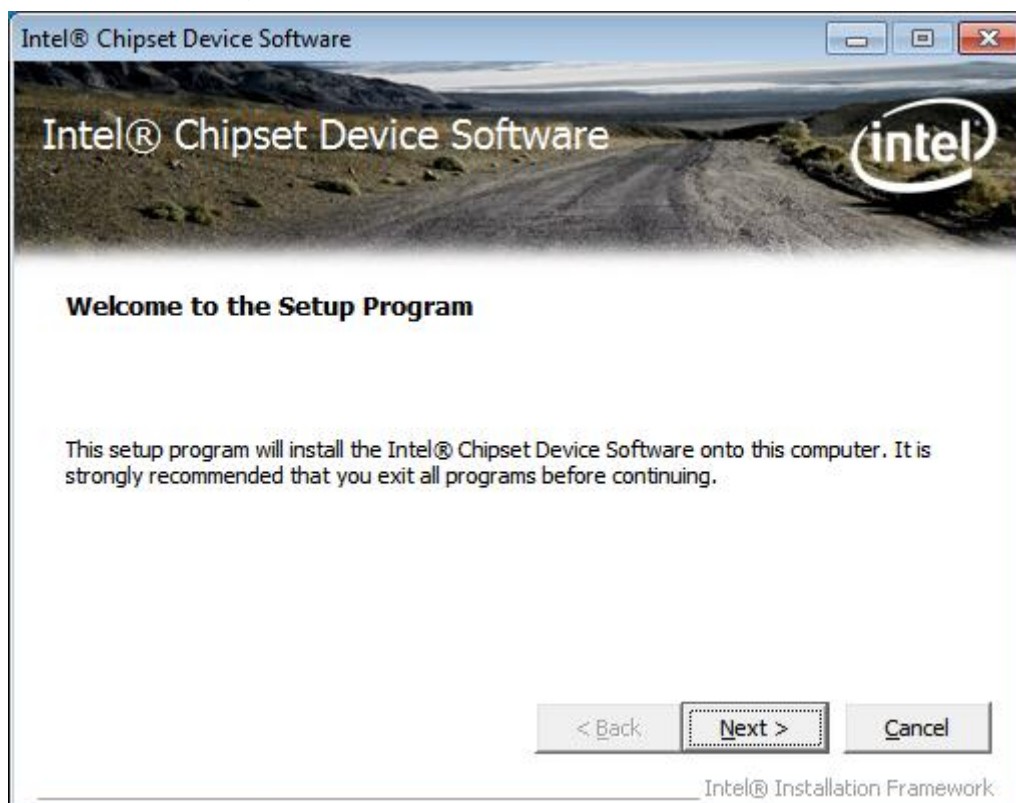 Intel® Chipset Device Software
Intel® Chipset Device Software
intel
Welcome to the Setup Program
This setup program will install the Intel® Chipset Device Software onto this computer. It is
strongly recommended that you exit all programs before continuing.
< Back Next > Cancel
Intel® Installation Framework